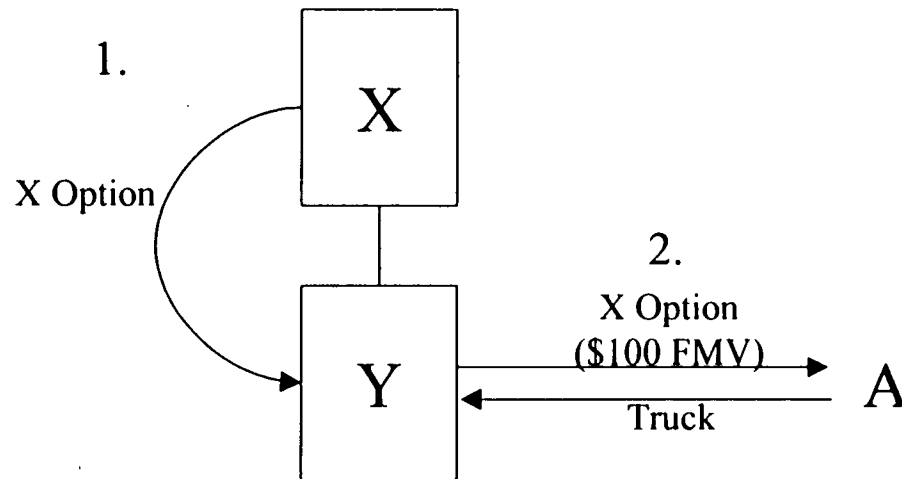 1.
X
X Option
2.
X Option
($100 FMV)
Y
A
Truck